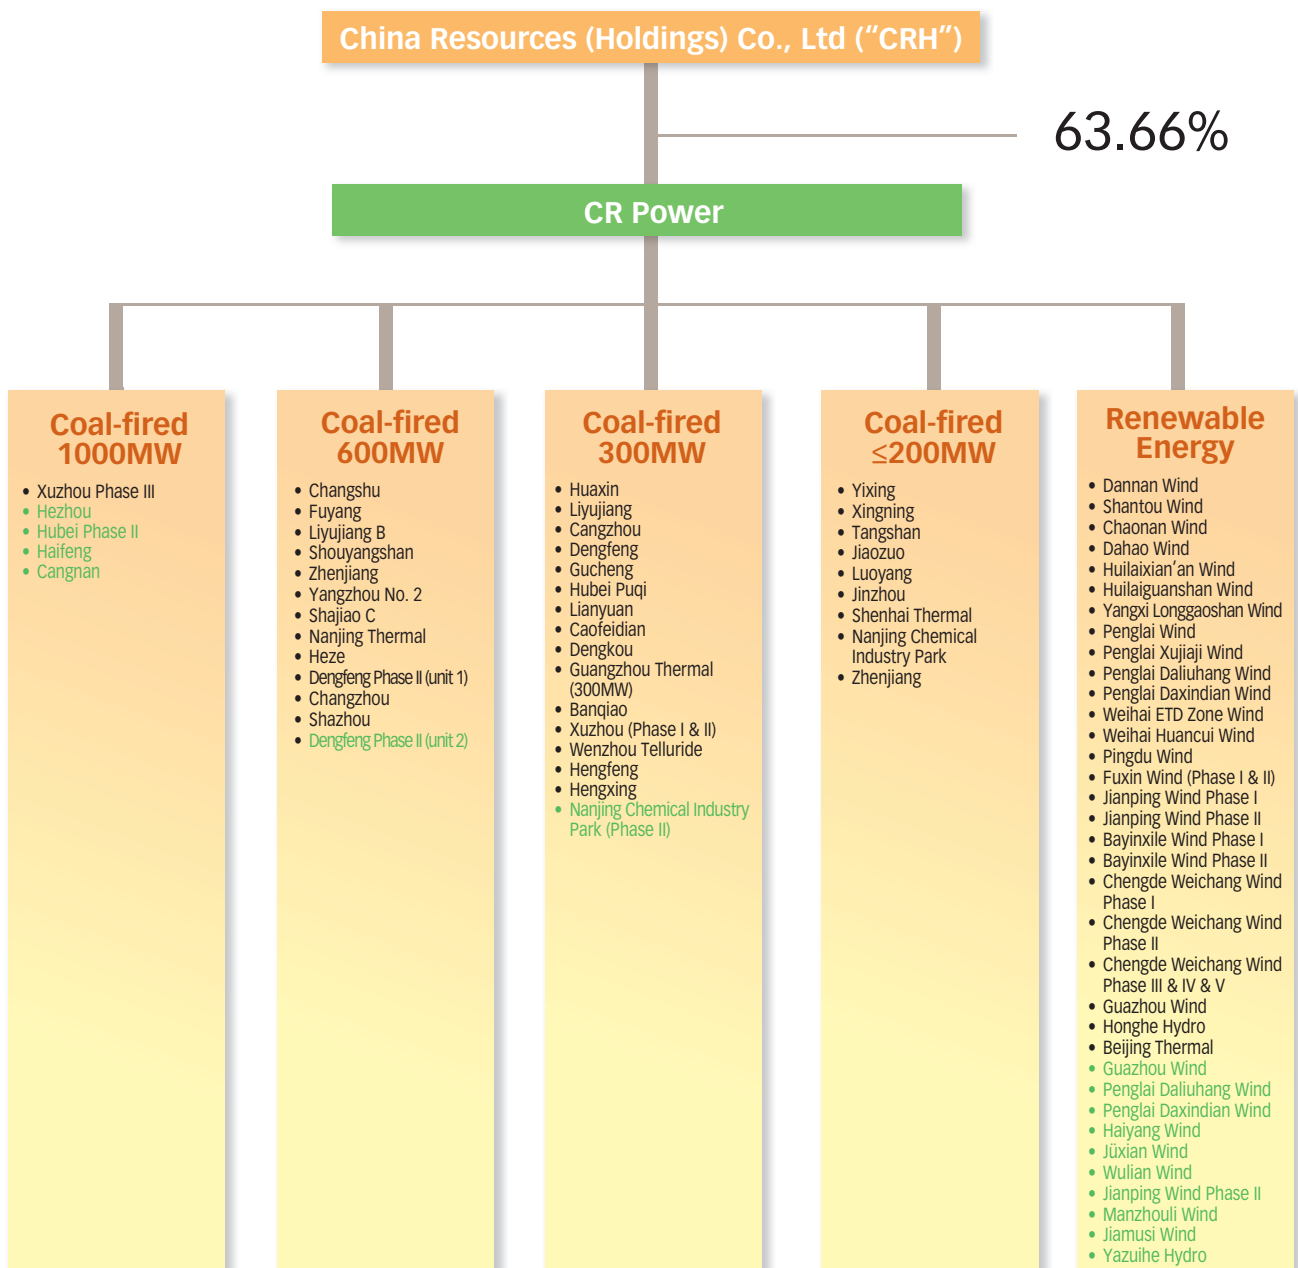 China Resources (Holdings) Co., Ltd ("CRH")
63.66%
CR Power
Coal-fired
1000MW
• Xuzhou Phase III
• Hezhou
• Hubei Phase II
• Haifeng
• Cangnan
Coal-fired
600MW
• Changshu
• Fuyang
• Liyujiang B
• Shouyangshan
• Zhenjiang
• Yangzhou No. 2
• Shajiao C
• Nanjing Thermal
• Heze
• Dengfeng Phase II (unit 1)
• Changzhou
• Shazhou
• Dengfeng Phase II (unit 2)
Coal-fired
300MW
• Huaxin
• Liyujiang
• Cangzhou
• Dengfeng
• Gucheng
• Hubei Puqi
• Lianyuan
• Caofeidian
• Dengkou
• Guangzhou Thermal
(300MW)
• Banqiao
• Xuzhou (Phase I & II)
• Wenzhou Telluride
• Hengfeng
• Hengxing
• Nanjing Chemical Industry
Park (Phase II)
Coal-fired
≤200MW
• Yixing
• Xingning
• Tangshan
• Jiaozuo
• Luoyang
• Jinzhou
• Shenhai Thermal
• Nanjing Chemical
Industry Park
• Zhenjiang
Renewable
Energy
• Dannan Wind
• Shantou Wind
• Chaonan Wind
• Dahao Wind
• Huilaixian'an Wind
• Huilaiguanshan Wind
• Yangxi Longgaoshan Wind
• Penglai Wind
• Penglai Xujiaji Wind
• Penglai Daliuhang Wind
• Penglai Daxindian Wind
• Weihai ETD Zone Wind
• Weihai Huancui Wind
• Pingdu Wind
• Fuxin Wind (Phase I & II)
• Jianping Wind Phase I
• Jianping Wind Phase II
• Bayinxile Wind Phase I
• Bayinxile Wind Phase II
• Chengde Weichang Wind
Phase I
• Chengde Weichang Wind
Phase II
• Chengde Weichang Wind
Phase III & IV & V
• Guazhou Wind
• Honghe Hydro
• Beijing Thermal
• Guazhou Wind
• Penglai Daliuhang Wind
• Penglai Daxindian Wind
• Haiyang Wind
• Jüxian Wind
• Wulian Wind
• Jianping Wind Phase II
• Manzhouli Wind
• Jiamusi Wind
• Yazuihe Hydro